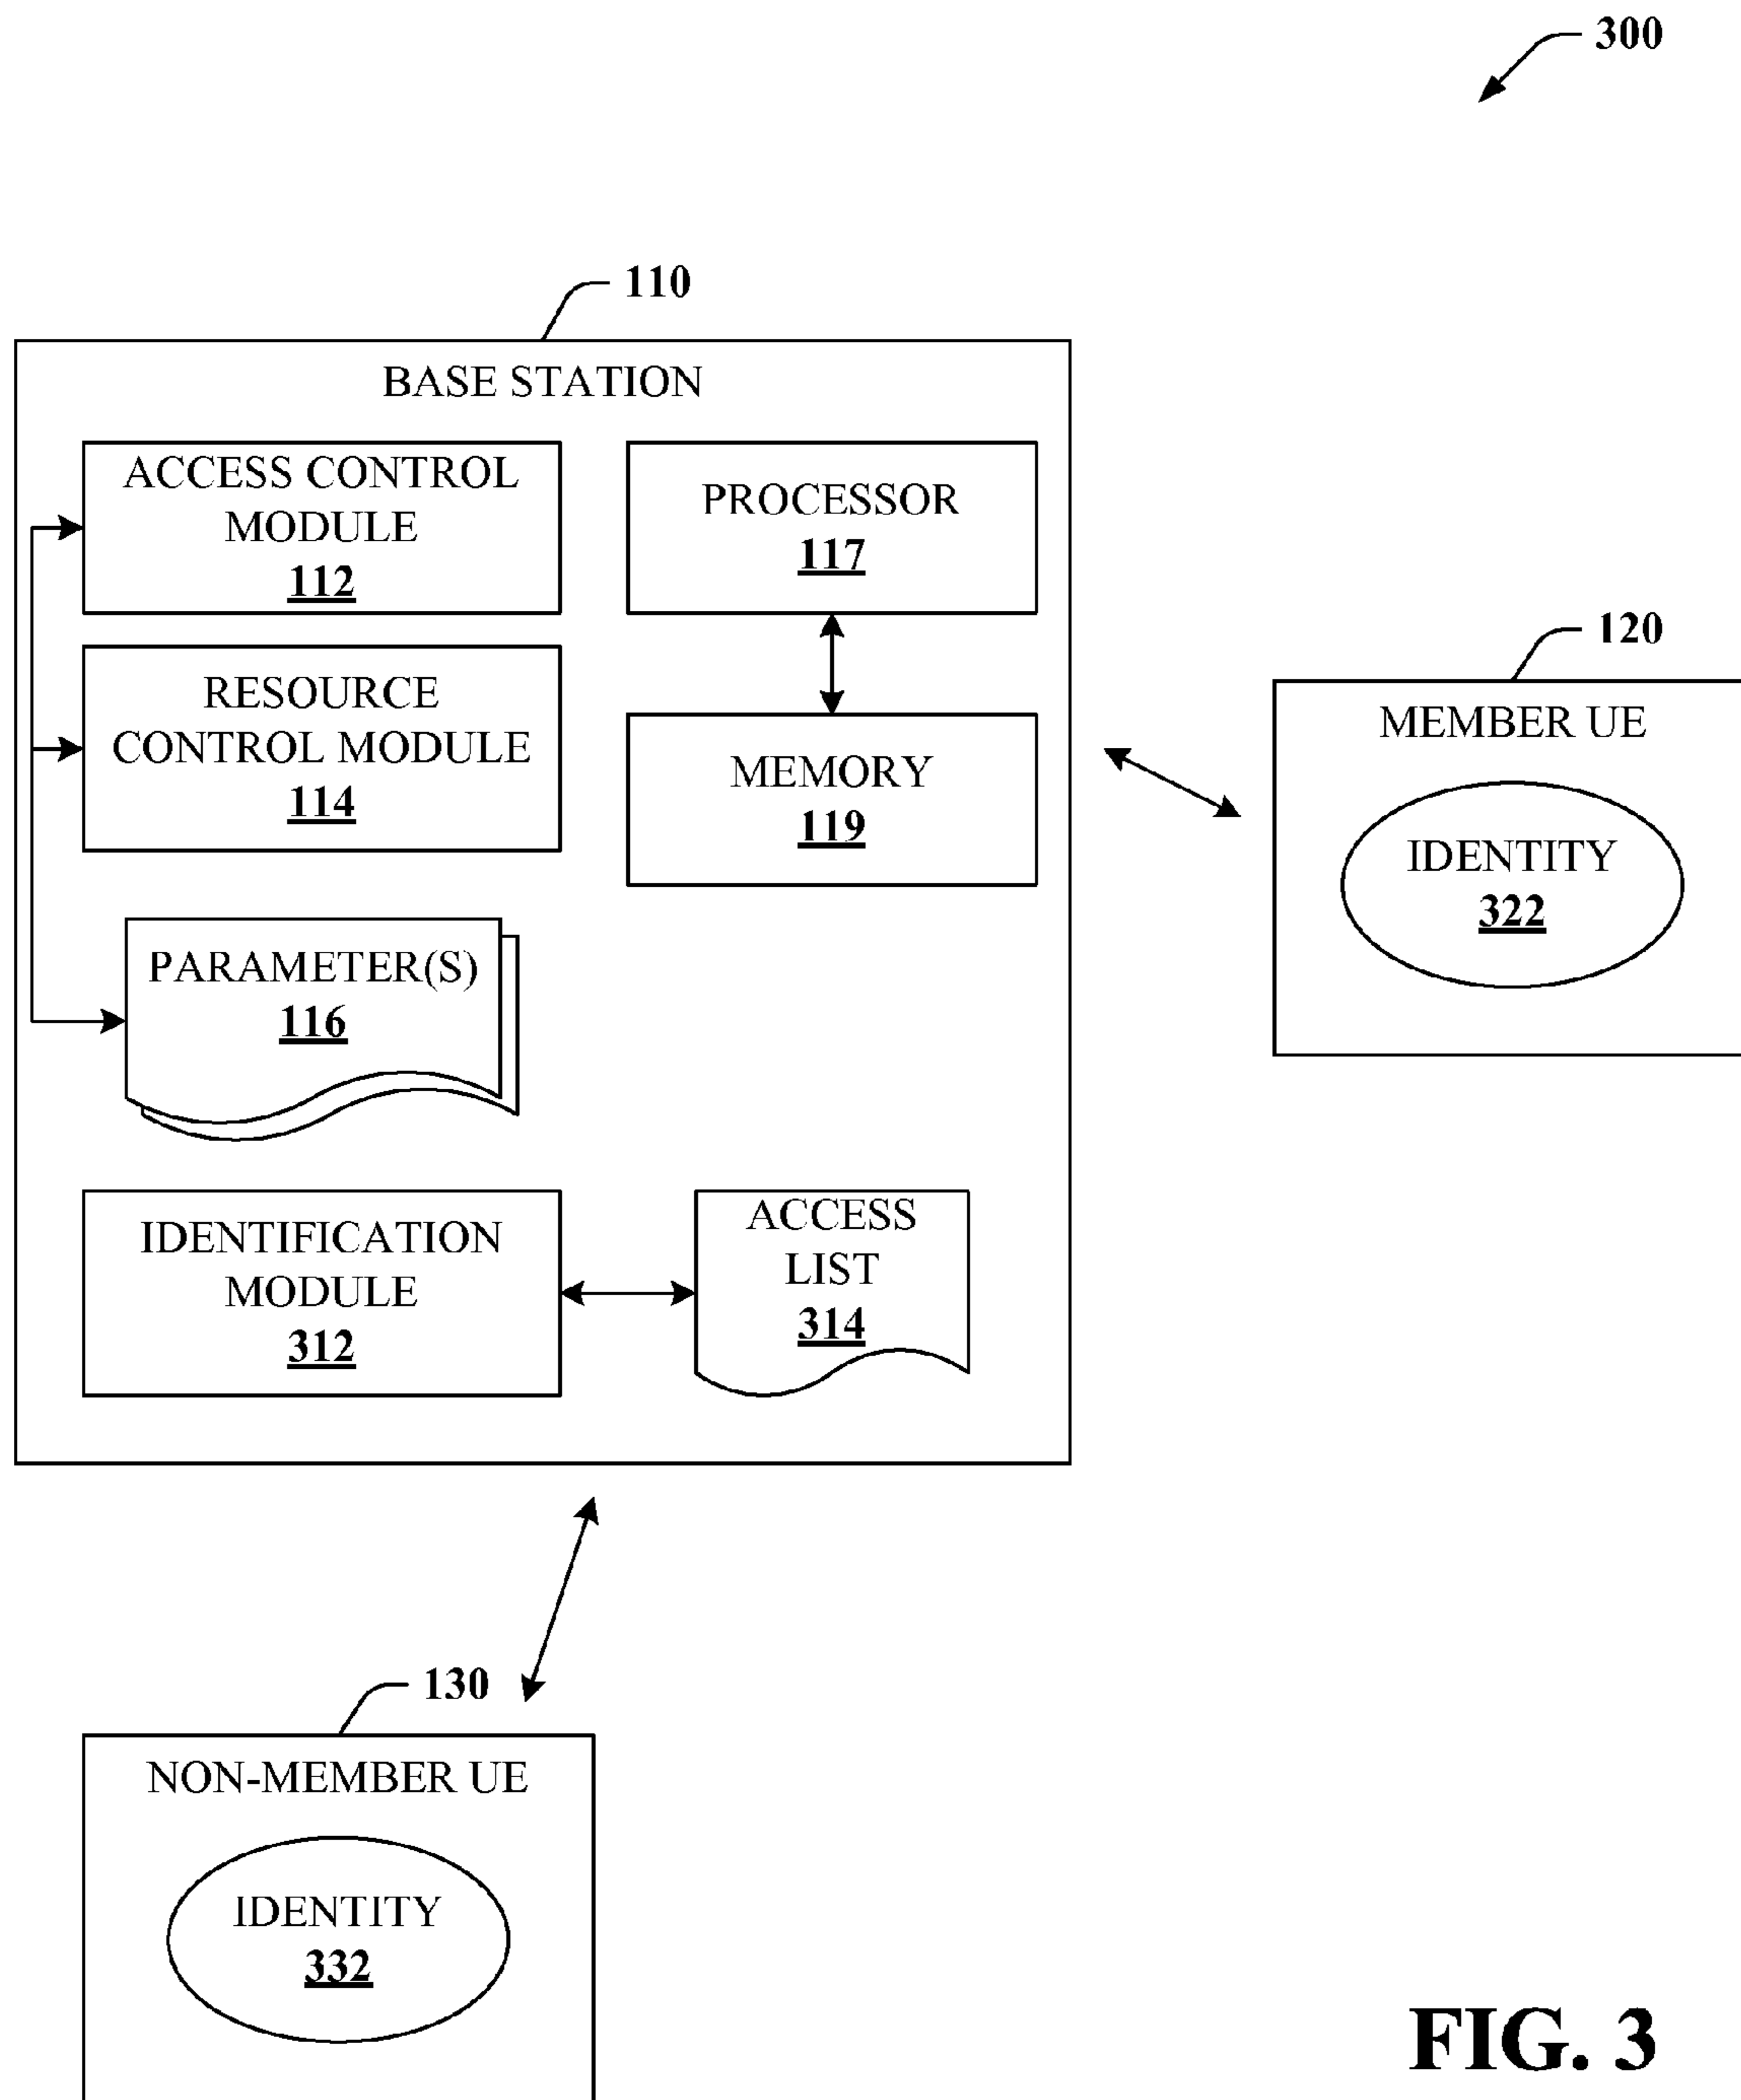 300
110
BASE STATION
ACCESS CONTROL
MODULE
112
PROCESSOR
117
RESOURCE
CONTROL MODULE
114
MEMORY
119
PARAMETER(S)
116
IDENTIFICATION
MODULE
312
ACCESS
LIST
314
120
MEMBER UE
IDENTITY
322
130
NON-MEMBER UE
IDENTITY
332
FIG. 3